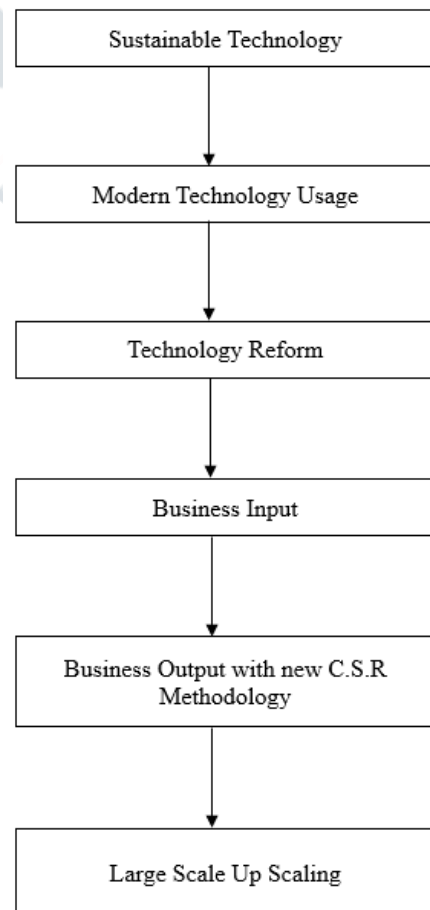 Sustainable Technology
Modern Technology Usage
Technology Reform
Business Input
Business Output with new C.S.R
Methodology
Large Scale Up Scaling